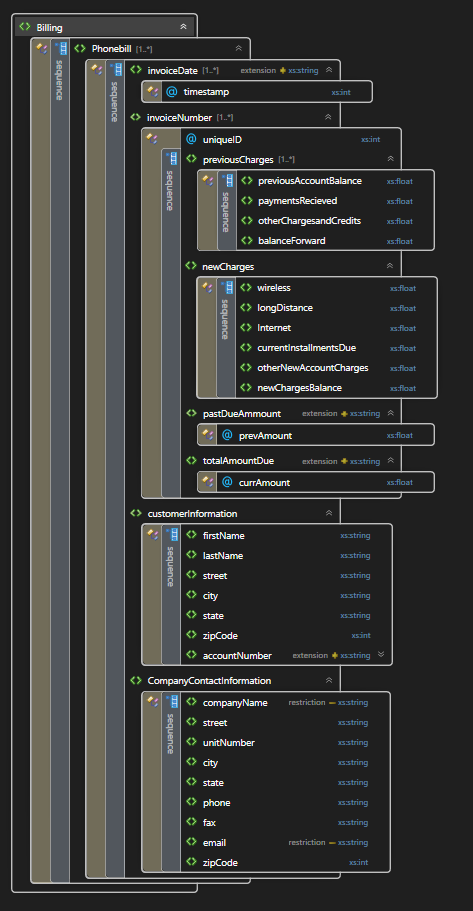 Billing
Phonebill [1..*]
sequence
sequence
invoiceDate [1..*] extension xs:string
timestamp xs:int
invoiceNumber [1..*]
uniqueID xs:int
sequence
previousCharges [1..*]
sequence
previousAccountBalance xs:float
paymentsRecieved xs:float
otherChargesandCredits xs:float
balanceForward xs:float
newCharges
sequence
wireless xs:float
longDistance xs:float
Internet xs:float
currentInstallmentsDue xs:float
otherNewAccountCharges xs:float
newChargesBalance xs:float
pastDueAmmount extension xs:string
@ prevAmount xs:float
totalAmountDue extension xs:string
@ currAmount xs:float
customerInformation
sequence
firstName xs:string
lastName xs:string
street xs:string
city xs:string
state xs:string
zipCode xs:int
accountNumber extension xs:string
CompanyContactInformation
sequence
companyName restriction xs:string
street xs:string
unitNumber xs:string
city xs:string
state xs:string
phone xs:string
fax xs:string
email restriction xs:string
zipCode xs:int